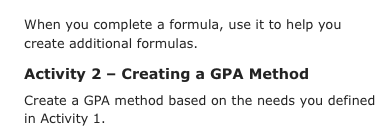 When you complete a formula, use it to help you
create additional formulas.
Activity 2 – Creating a GPA Method
Create a GPA method based on the needs you defined
in Activity 1.